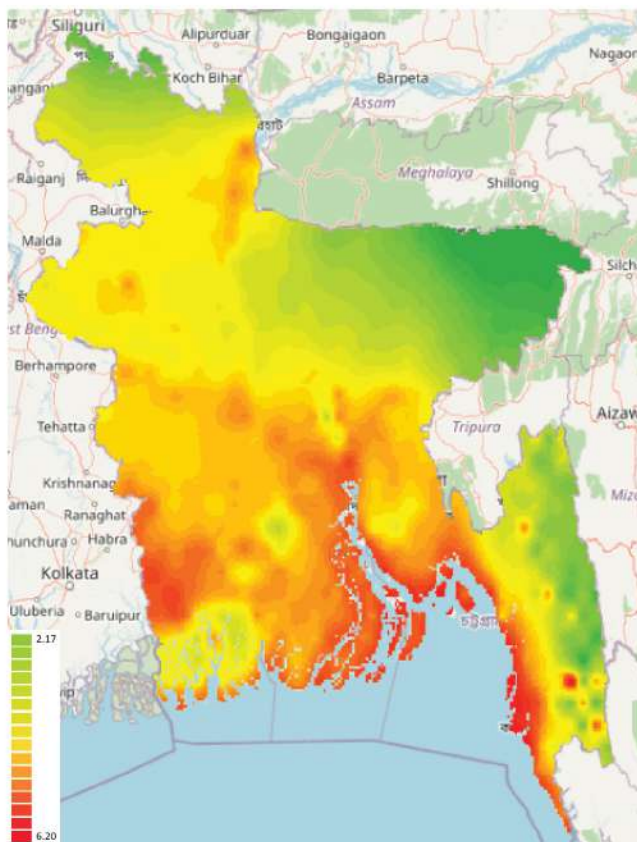 Siliguri
Alipurduar
Bongaigaon
Koch Bihar
Barpeta
Nagaon
Assam
Raiganj
Meghalaya
Shillong
Balurgha
Malda
Silch
Berhampore
Aizaw
Tehatta
Tripura
Krishnanag
Ranaghat
Habra
Kolkata
Uluberia
Baruipur
2.17
6.20